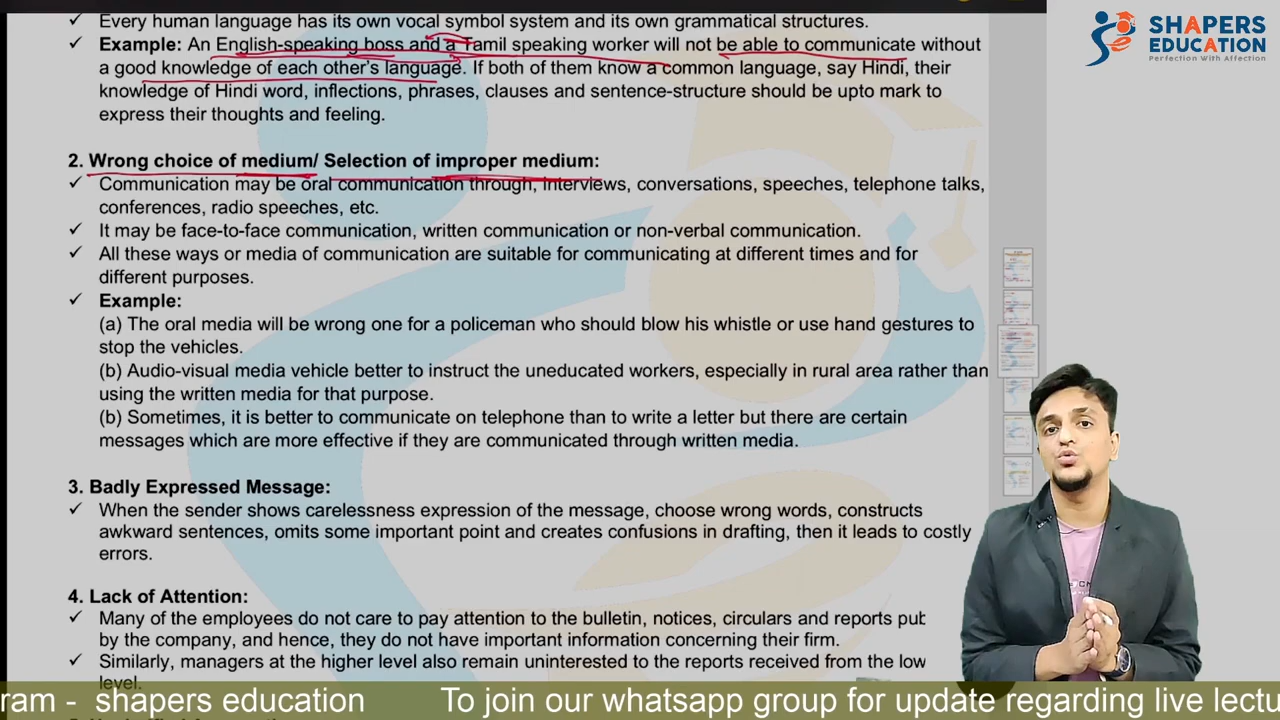 Every human language has its own vocal symbol system and its own grammatical structures.
Example: An English-speaking boss and a Tamil speaking worker will not be able to communicate without
a good knowledge of each other's language. If both of them know a common language, say Hindi, their
knowledge of Hindi word, inflections, phrases, clauses and sentence-structure should be upto mark to
express their thoughts and feeling.
2. Wrong choice of medium/ Selection of improper medium:
Communication may be oral communication through, interviews, conversations, speeches, telephone talks,
conferences, radio speeches, etc.
It may be face-to-face communication, written communication or non-verbal communication.
All these ways or media of communication are suitable for communicating at different times and for
different purposes.
Example:
(a) The oral media will be wrong one for a policeman who should blow his whistle or use hand gestures to
stop the vehicles.
(b) Audio-visual media vehicle better to instruct the uneducated workers, especially in rural area rather than
using the written media for that purpose.
(b) Sometimes, it is better to communicate on telephone than to write a letter but there are certain
messages which are more effective if they are communicated through written media.
3. Badly Expressed Message:
When the sender shows carelessness expression of the message, choose wrong words, constructs
awkward sentences, omits some important point and creates confusions in drafting, then it leads to costly
errors.
4. Lack of Attention:
Many of the employees do not care to pay attention to the bulletin, notices, circulars and reports pub
by the company, and hence, they do not have important information concerning their firm.
Similarly, managers at the higher level also remain uninterested to the reports received from the low
level.
SHAPERS
EDUCATION
Perfection With Affection
ram - shapers education To join our whatsapp group for update regarding live lectu